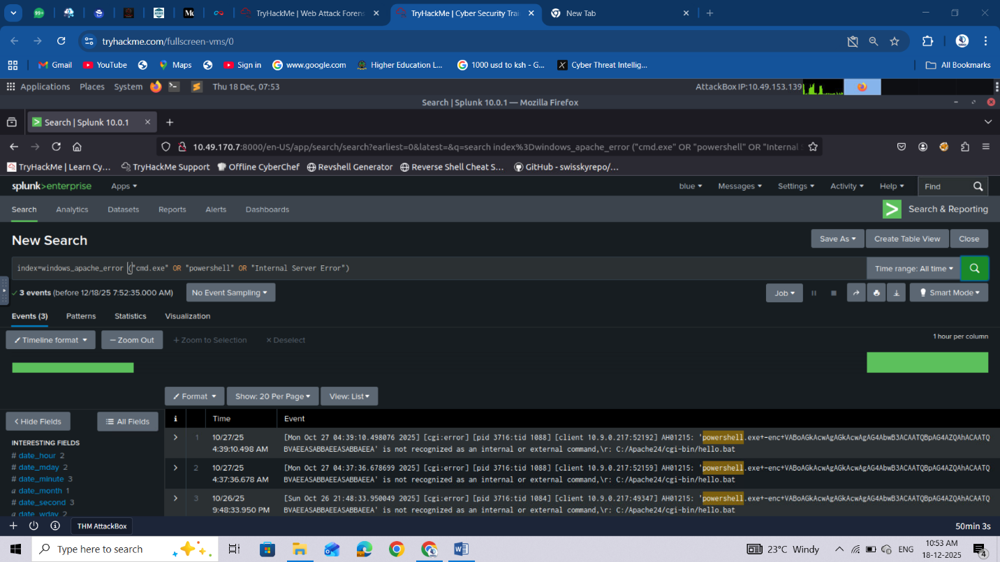 99+
TryHackMe | Web Attack Forens
TryHackMe | Cyber Security Trai
New Tab
tryhackme.com/fullscreen-vms/0
Gmail YouTube Maps Sign in www.google.com Higher Education L... 1000 usd to ksh - G... Cyber Threat Intellig... All Bookmarks
Applications Places System Thu 18 Dec, 07:53 AttackBox IP:10.49.153.139
Search | Splunk 10.0.1 — Mozilla Firefox
Search | Splunk 10.0.1
10.49.170.7:8000/en-US/app/search/search?earliest=0&latest=&q=search index%3Dwindows_apache_error ("cmd.exe" OR "powershell" OR "Internal
TryHackMe | Learn Cy... TryHackMe Support Offline CyberChef Revshell Generator Reverse Shell Cheat S... GitHub - swisskyrepo/...
splunk>enterprise Apps blue Messages Settings Activity Help Find
Search Analytics Datasets Reports Alerts Dashboards Search & Reporting
New Search Save As Create Table View Close
index=windows_apache_error ("cmd.exe" OR "powershell" OR "Internal Server Error") Time range: All time
3 events (before 12/18/25 7:52:35.000 AM) No Event Sampling Job Smart Mode
Events (3) Patterns Statistics Visualization
Timeline format — Zoom Out + Zoom to Selection × Deselect 1 hour per column
Format Show: 20 Per Page View: List
< Hide Fields All Fields i Time Event
INTERESTING FIELDS
# date_hour 2
# date_mday 2
# date_minute 3
a date_month 1
# date_second 3
a date_wday 2
1 10/27/25 [Mon Oct 27 04:39:10.498076 2025] [cgi:error] [pid 3716:tid 1088] [client 10.9.0.217:52192] AH01215: 'powershell.exe+-enc+VABoAGkAcwAgAGkAcwAgAG4AbwB3ACAATQBpAG4AZQAhACAATQ
4:39:10.498 AM BVAEEASABBAEEASABBAEEA' is not recognized as an internal or external command,\r: C:/Apache24/cgi-bin/hello.bat
2 10/27/25 [Mon Oct 27 04:37:36.678699 2025] [cgi:error] [pid 3716:tid 1088] [client 10.9.0.217:52159] AH01215: 'powershell.exe+-enc+VABoAGkAcwAgAGkAcwAgAG4AbwB3ACAATQBpAG4AZQAhACAATQ
4:37:36.678 AM BVAEEASABBAEEASABBAEEA' is not recognized as an internal or external command,\r: C:/Apache24/cgi-bin/hello.bat
3 10/26/25 [Sun Oct 26 21:48:33.950049 2025] [cgi:error] [pid 3716:tid 1084] [client 10.9.0.217:49347] AH01215: 'powershell.exe+-enc+VABoAGkAcwAgAGkAcwAgAG4AbwB3ACAATQBpAG4AZQAhACAATQ
9:48:33.950 PM BVAEEASABBAEEASABBAEEA' is not recognized as an internal or external command,\r: C:/Apache24/cgi-bin/hello.bat
THM AttackBox 50min 3s
Type here to search 23°C Windy ENG 10:53 AM
18-12-2025 4